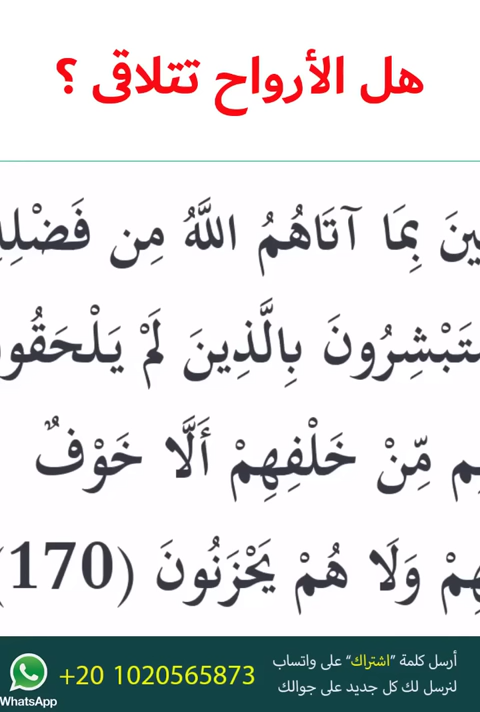 هل الأرواح تتلاقى ؟
ينَ بِمَا آتَاهُمُ اللَّهُ مِن فَضْلِهِ
سْتَبْشِرُونَ بِالَّذِينَ لَمْ يَلْحَقُوا
هِم مِّنْ خَلْفِهِمْ أَلَّا خَوْفٌ
يْهِمْ وَلَا هُمْ يَحْزَنُونَ (170)
أرسل كلمة "اشتراك" على واتساب
لنرسل لك كل جديد على جوالك
+20 1020565873
WhatsApp